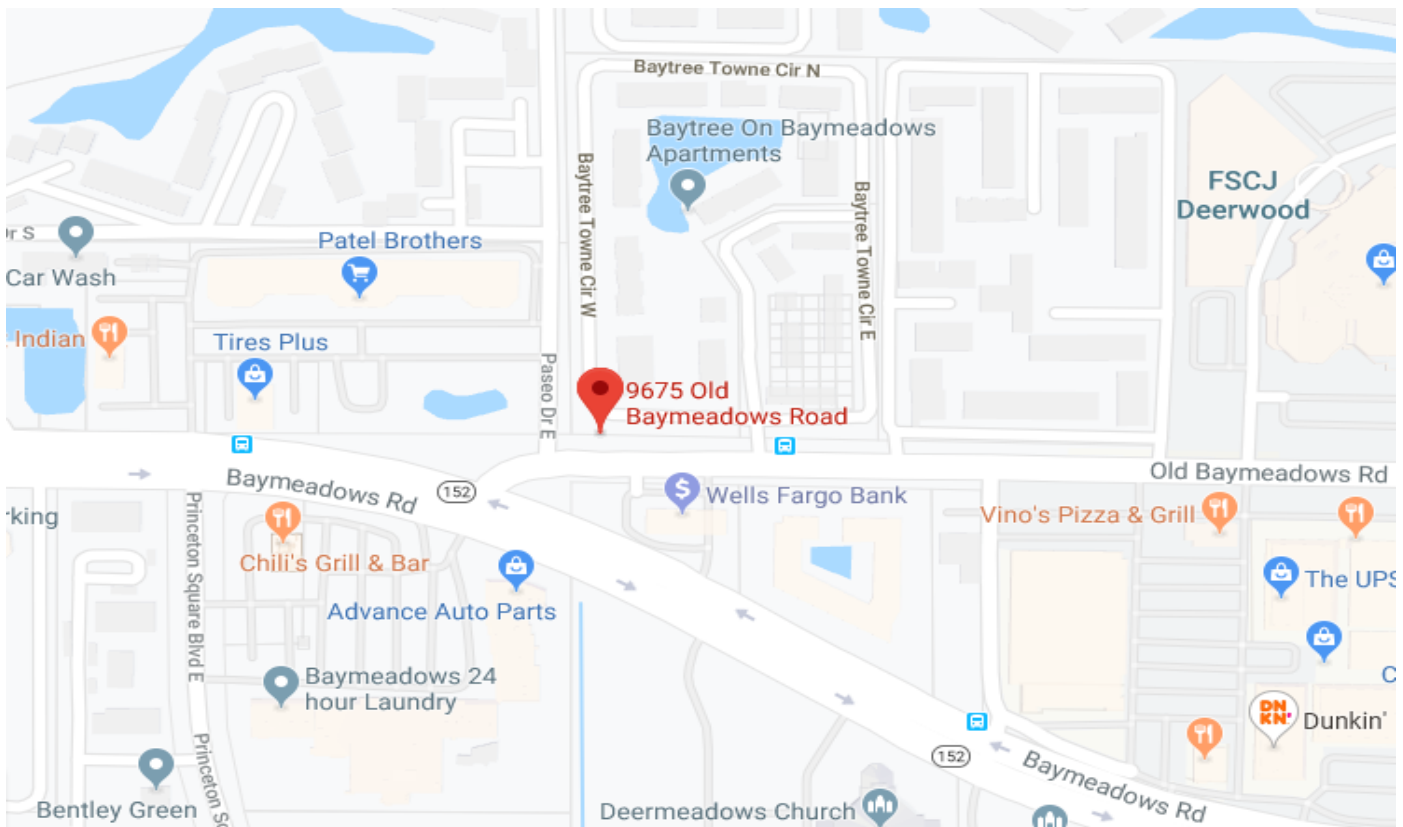 Baytree Towne Cir N
Baytree On Baymeadows
Apartments
Baytree Towne Cir W
Baytree Towne Cir E
FSCJ
Deerwood
Dr S
Car Wash
Patel Brothers
Indian
Tires Plus
Paseo Dr E
9675 Old
Baymeadows Road
Baymeadows Rd
152
Old Baymeadows Rd
Wells Fargo Bank
Vino's Pizza & Grill
rking
Princeton Square Blvd E
Chili's Grill & Bar
Advance Auto Parts
The UPS
Baymeadows 24
hour Laundry
C
DN
KN'
Dunkin'
Princeton Sq
152
Baymeadows Rd
Bentley Green
Deermeadows Church